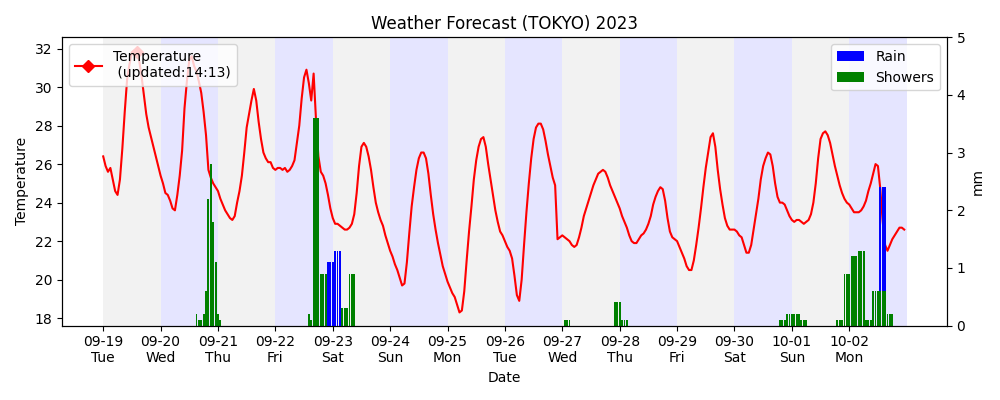 Weather Forecast (TOKYO) 2023
Temperature
(updated:14:13)
Rain
Showers
Temperature
32
30
28
26
24
22
20
18
5
4
3
2
1
0
mm
09-19 09-20 09-21 09-22 09-23 09-24 09-25 09-26 09-27 09-28 09-29 09-30 10-01 10-02
Tue Wed Thu Fri Sat Sun Mon Tue Wed Thu Fri Sat Sun Mon
Date